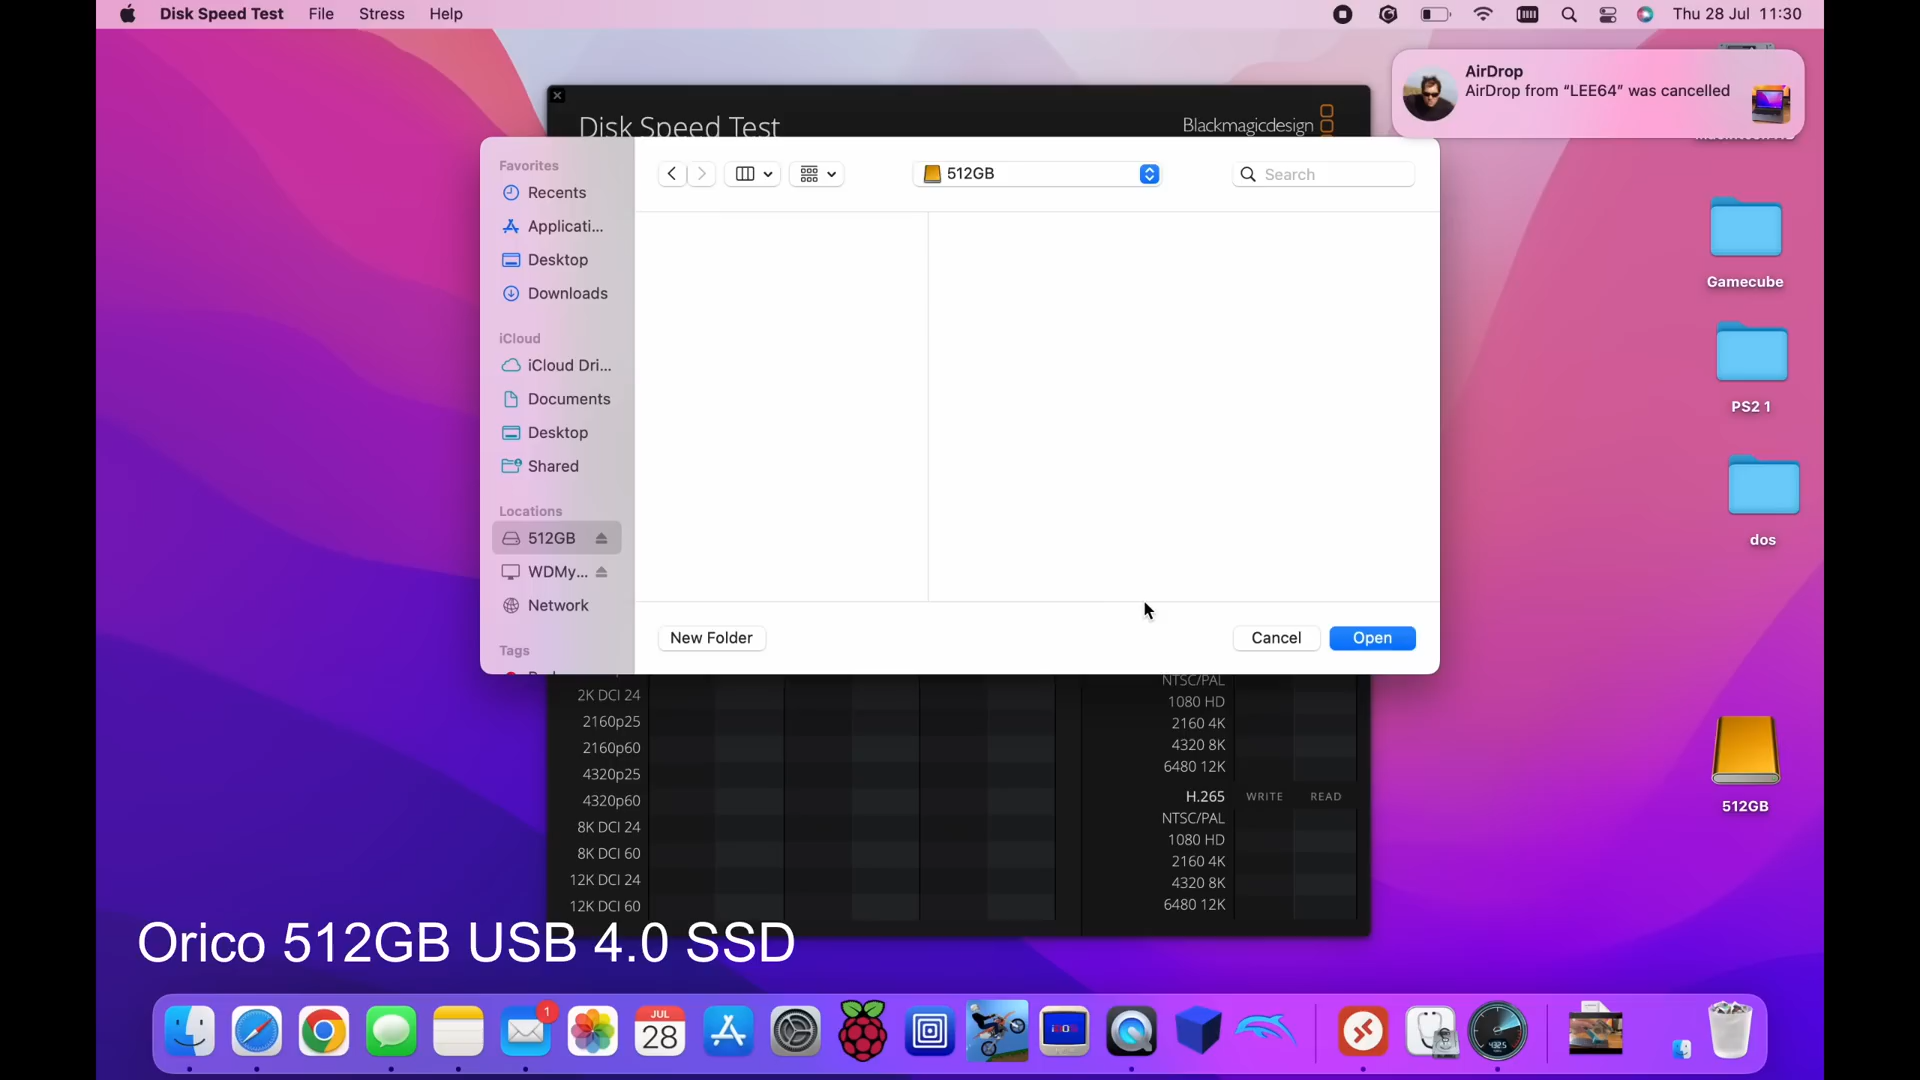 Disk Speed Test File Stress Help Thu 28 Jul 11:30
AirDrop
AirDrop from “LEE64” was cancelled
Disk Speed Test
Blackmagicdesign
Favorites
Recents
Applicati...
Desktop
Downloads
iCloud
iCloud Dri...
Documents
Desktop
Shared
Locations
512GB
WDMy...
Network
Tags
512GB
Search
New Folder
Cancel
Open
2K DCI 24
2160p25
2160p60
4320p25
4320p60
8K DCI 24
8K DCI 60
12K DCI 24
12K DCI 60
NTSC/PAL
1080 HD
2160 4K
4320 8K
6480 12K
H.265 WRITE READ
NTSC/PAL
1080 HD
2160 4K
4320 8K
6480 12K
Gamecube
PS2 1
dos
512GB
Orico 512GB USB 4.0 SSD
1
JUL
28